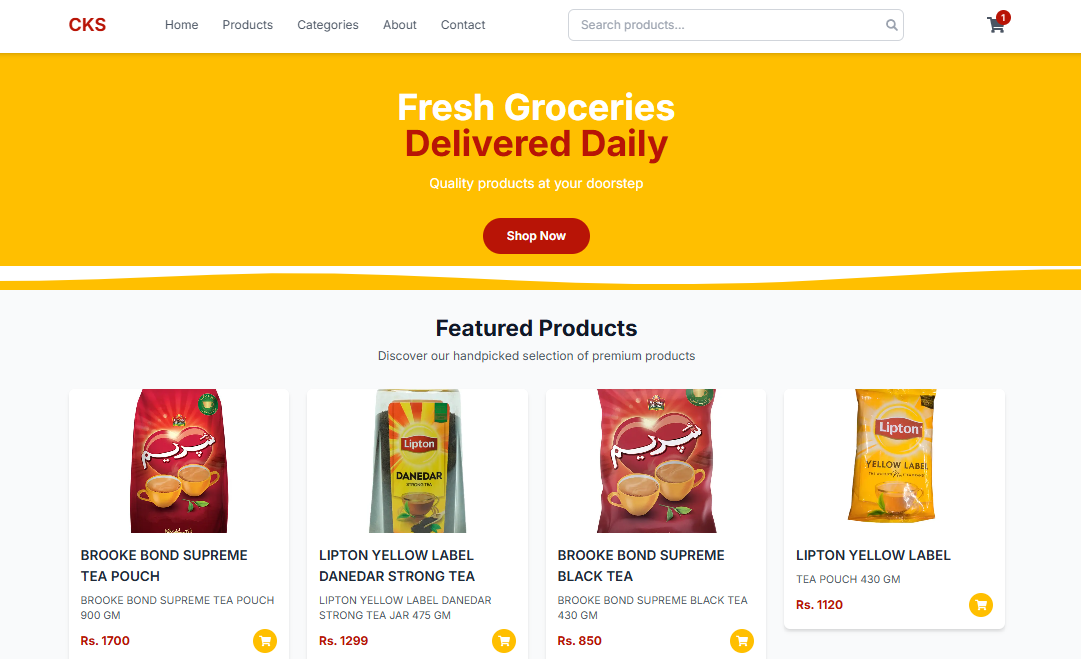 CKS
Home
Products
Categories
About
Contact
Search products...
1
Fresh Groceries
Delivered Daily
Quality products at your doorstep
Shop Now
Featured Products
Discover our handpicked selection of premium products
سپریم
Lipton
DANEDAR
STRONG TEA
سپریم
Lipton
YELLOW LABEL
BROOKE BOND SUPREME
TEA POUCH
BROOKE BOND SUPREME TEA POUCH
900 GM
Rs. 1700
LIPTON YELLOW LABEL
DANEDAR STRONG TEA
LIPTON YELLOW LABEL DANEDAR
STRONG TEA JAR 475 GM
Rs. 1299
BROOKE BOND SUPREME
BLACK TEA
BROOKE BOND SUPREME BLACK TEA
430 GM
Rs. 850
LIPTON YELLOW LABEL
TEA POUCH 430 GM
Rs. 1120